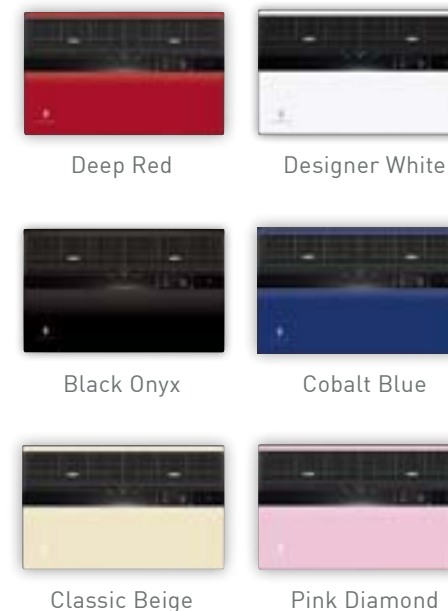 Deep Red
Designer White
Black Onyx
Cobalt Blue
Classic Beige
Pink Diamond